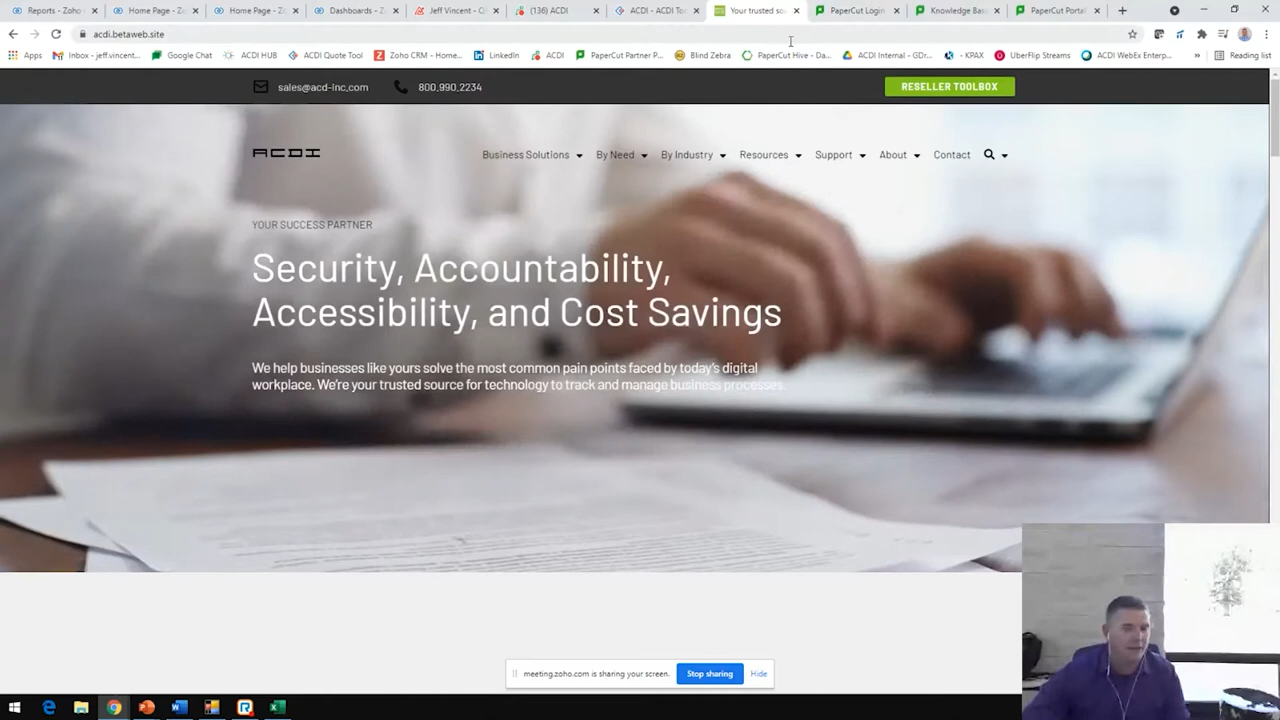 Reports - Zoho
Home Page - Z
Home Page - Z
Dashboards - Z
Jeff Vincent - C
(136) ACDI
ACDI - ACDI Too
Your trusted so
PaperCut Login
Knowledge Bas
PaperCut Portal
acdi.betaweb.site
Apps
Inbox - jeff.vincent...
Google Chat
ACDI HUB
ACDI Quote Tool
Zoho CRM - Home...
LinkedIn
ACDI
PaperCut Partner P...
Blind Zebra
PaperCut Hive - Da...
ACDI Internal - GDr...
- KPAX
UberFlip Streams
ACDI WebEx Enterp...
»
Reading list
sales@acd-inc.com
800.990.2234
RESELLER TOOLBOX
ACDI
Business Solutions
By Need
By Industry
Resources
Support
About
Contact
YOUR SUCCESS PARTNER
Security, Accountability,
Accessibility, and Cost Savings
We help businesses like yours solve the most common pain points faced by today's digital
workplace. We're your trusted source for technology to track and manage business processes.
meeting.zoho.com is sharing your screen.
Stop sharing
Hide